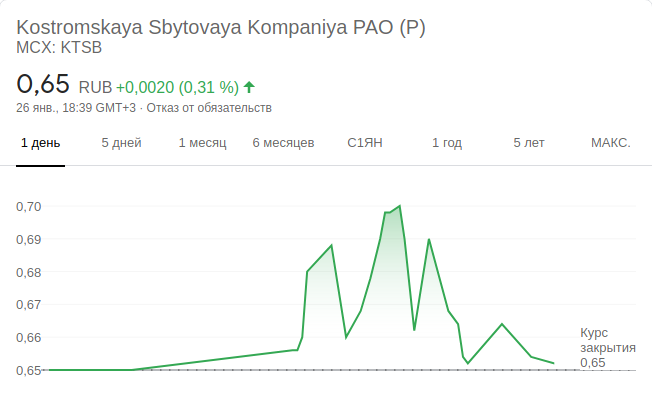 Kostromskaya Sbytovaya Kompaniya PAO (P)
MCX: KTSB
0,65 RUB +0,0020 (0,31 %)
26 янв., 18:39 GMT+3 · Отказ от обязательств
1 день 5 дней 1 месяц 6 месяцев С1ЯН 1 год 5 лет МАКС.
0,70
0,69
0,68
0,67
0,66
0,65
Курс
закрытия
0,65